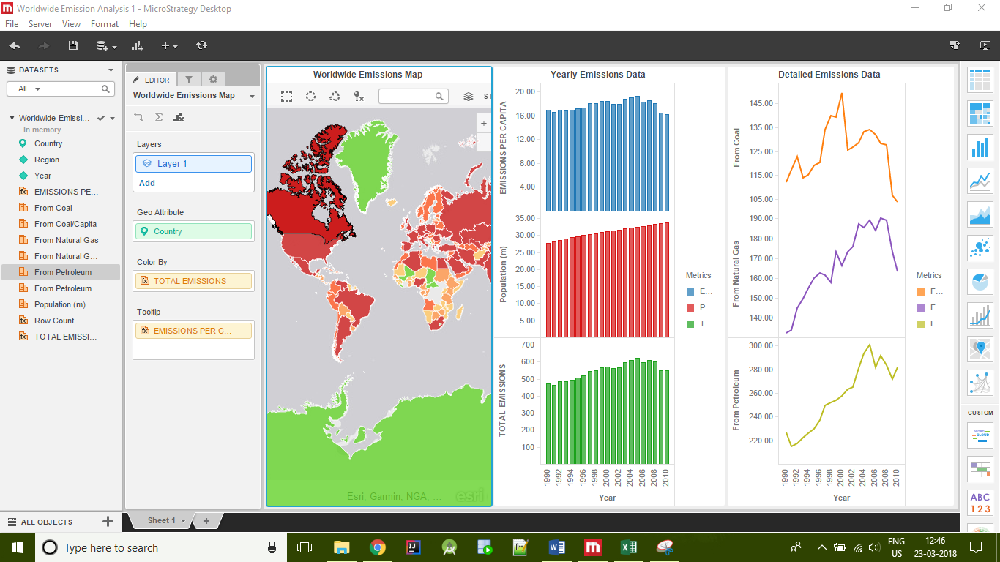 Worldwide Emission Analysis 1 - MicroStrategy Desktop
File Server View Format Help
DATASETS
All
Worldwide-Emissi...
In memory
Country
Region
Year
EMISSIONS PE...
From Coal
From Coal/Capita
From Natural Gas
From Natural G...
From Petroleum
From Petroleum...
Population (m)
Row Count
TOTAL EMISSI...
ALL OBJECTS
EDITOR
Worldwide Emissions Map
Layers
Layer 1
Add
Geo Attribute
Country
Color By
TOTAL EMISSIONS
Tooltip
EMISSIONS PER C...
Worldwide Emissions Map
ST
+
−
Esri, Garmin, NGA, ...
esri
Yearly Emissions Data
EMISSIONS PER CAPITA
20.00
16.00
12.00
8.00
4.00
Population (m)
35.00
30.00
25.00
20.00
15.00
10.00
5.00
TOTAL EMISSIONS
700
600
500
400
300
200
100
1990 1992 1994 1996 1998 2000 2002 2004 2006 2008 2010
Year
Metrics
E...
P...
T...
Detailed Emissions Data
From Coal
145.00
135.00
125.00
115.00
105.00
From Natural Gas
190.00
180.00
170.00
160.00
150.00
140.00
From Petroleum
300.00
280.00
260.00
240.00
220.00
1990 1992 1994 1996 1998 2000 2002 2004 2006 2008 2010
Year
Metrics
F...
F...
F...
CUSTOM
WORD
CLOUD
ABC
123
Sheet 1
Type here to search
ENG
US
12:46
23-03-2018